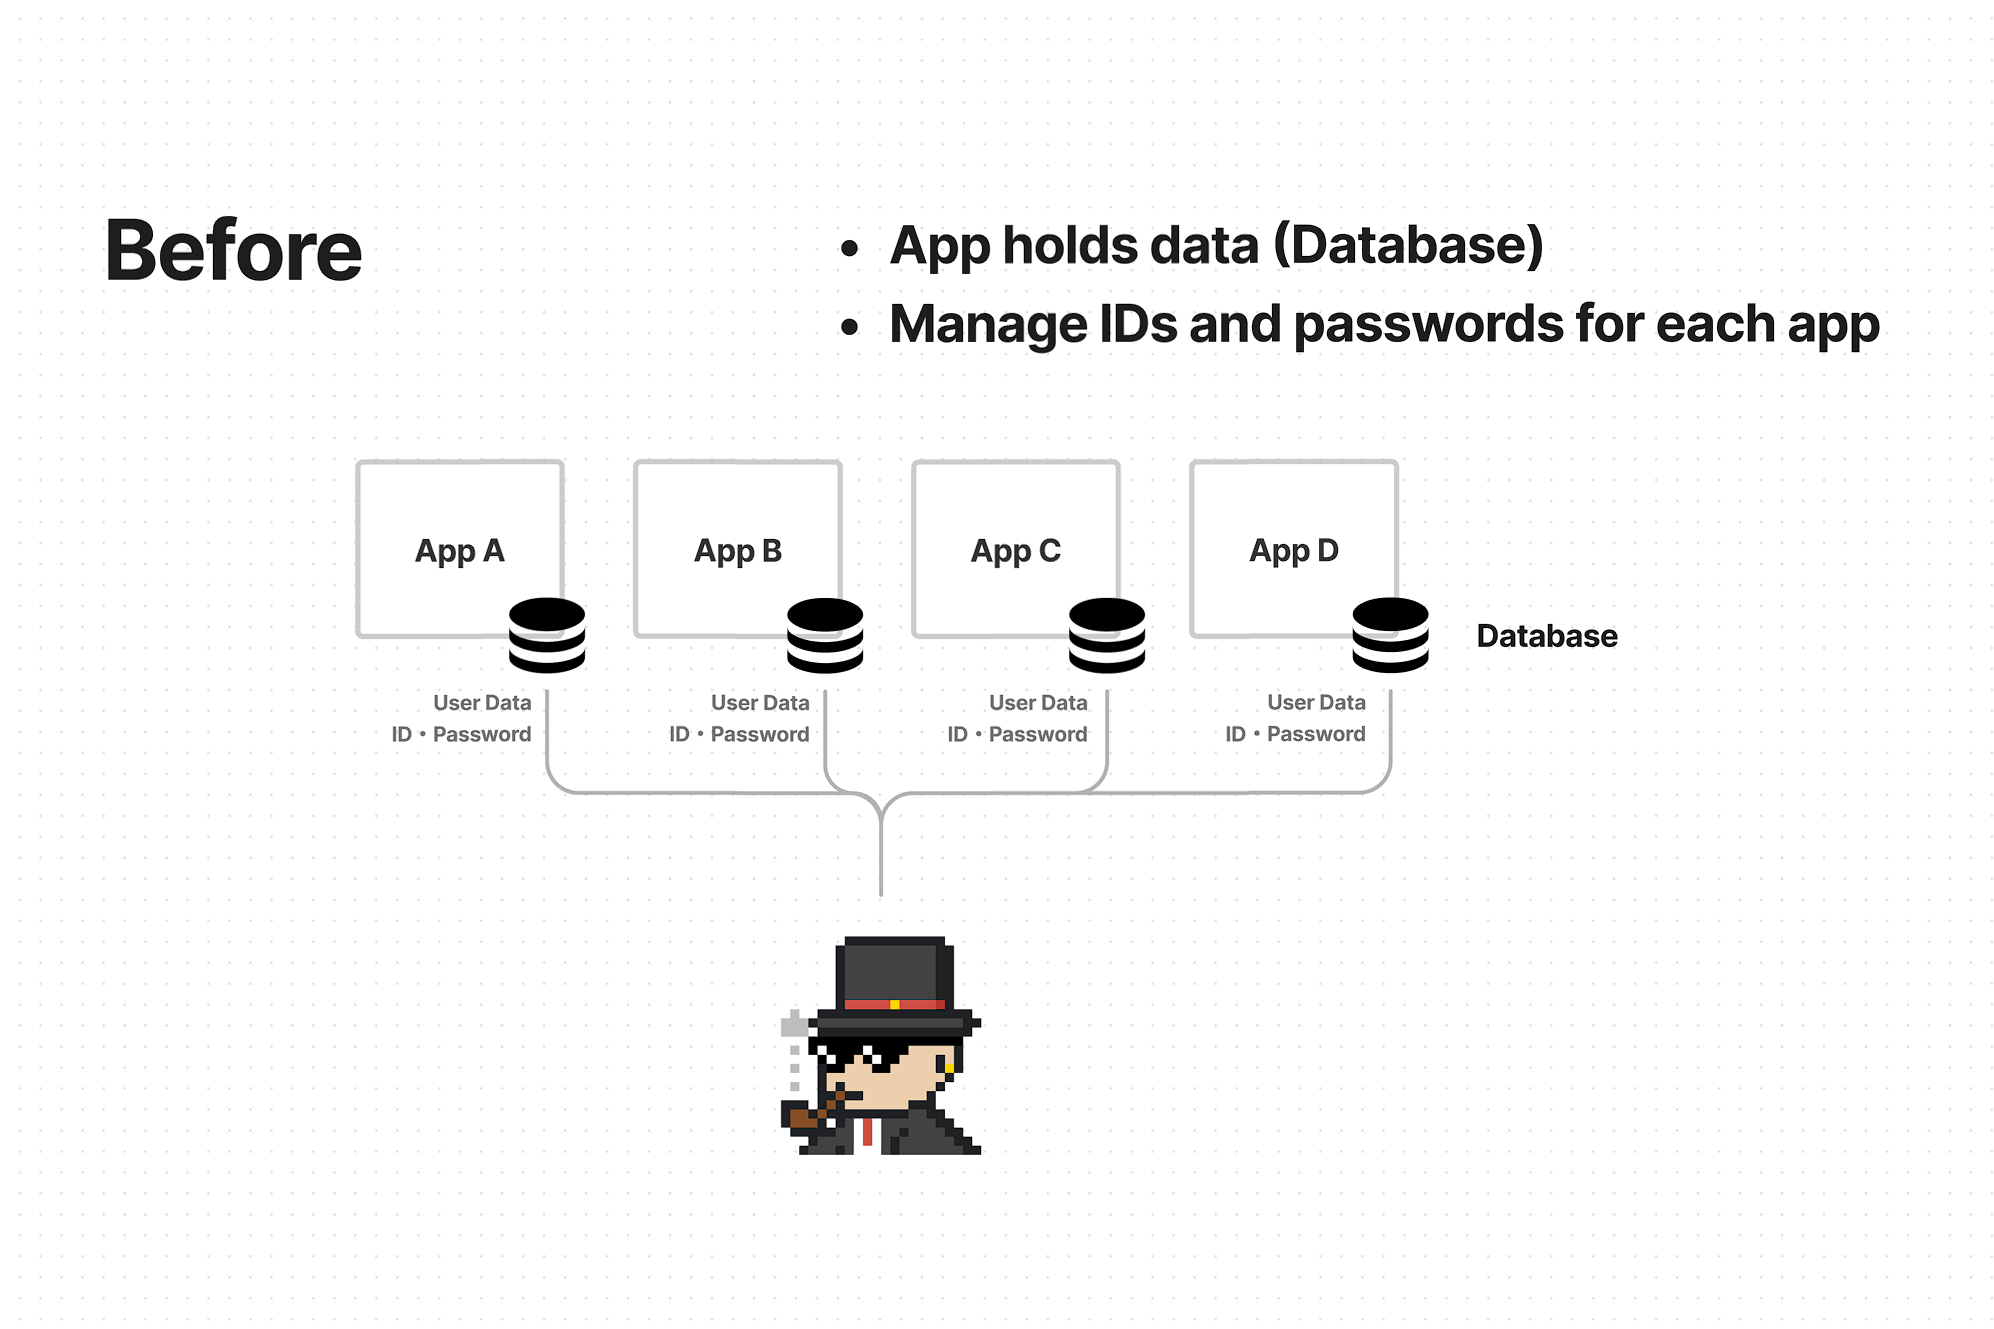 Before
• App holds data (Database)
• Manage IDs and passwords for each app
App A
App B
App C
App D
Database
User Data
ID • Password
User Data
ID • Password
User Data
ID • Password
User Data
ID • Password